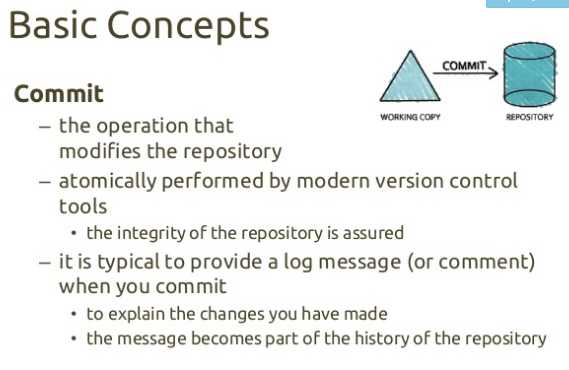 Basic Concepts
COMMIT
WORKING COPY
REPOSITORY
Commit
– the operation that
modifies the repository
– atomically performed by modern version control
tools
• the integrity of the repository is assured
– it is typical to provide a log message (or comment)
when you commit
• to explain the changes you have made
• the message becomes part of the history of the repository